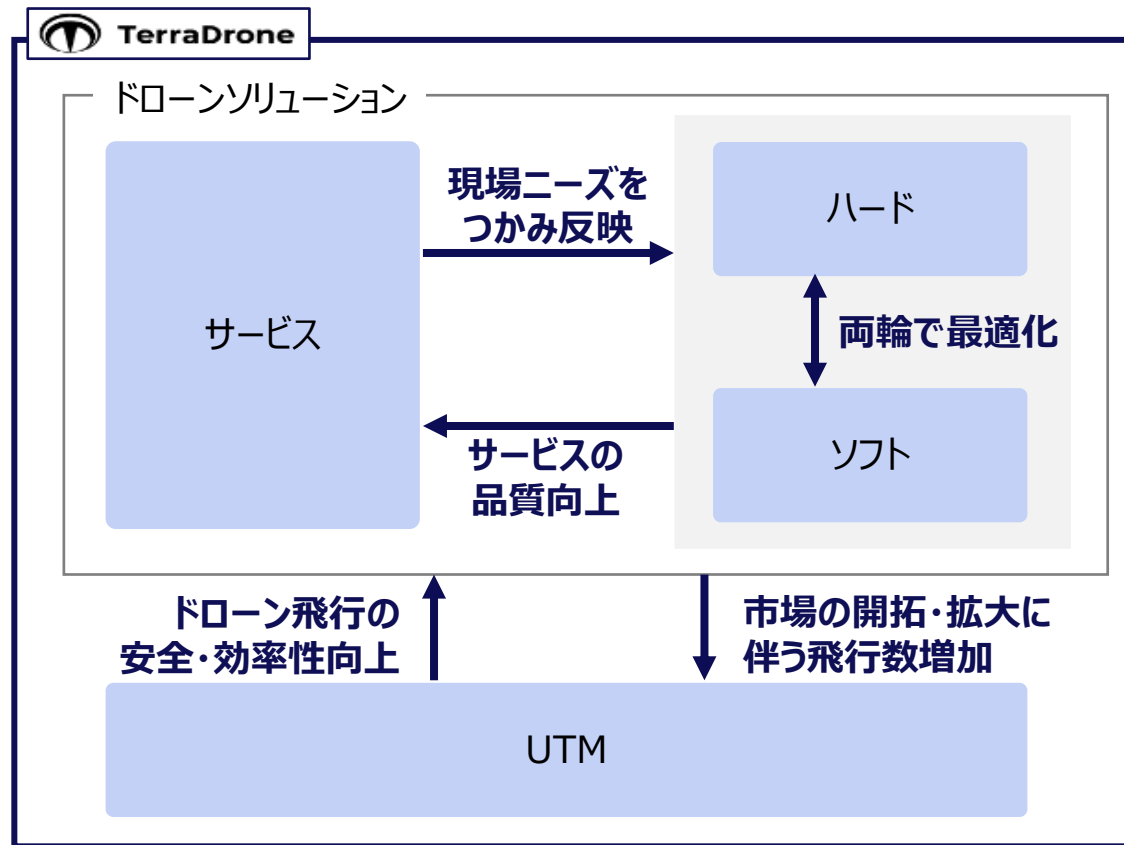 TerraDrone
ドローンソリューション
サービス
現場ニーズを
つかみ反映
ハード
両輪で最適化
ソフト
サービスの
品質向上
ドローン飛行の
安全・効率性向上
市場の開拓・拡大に
伴う飛行数増加
UTM